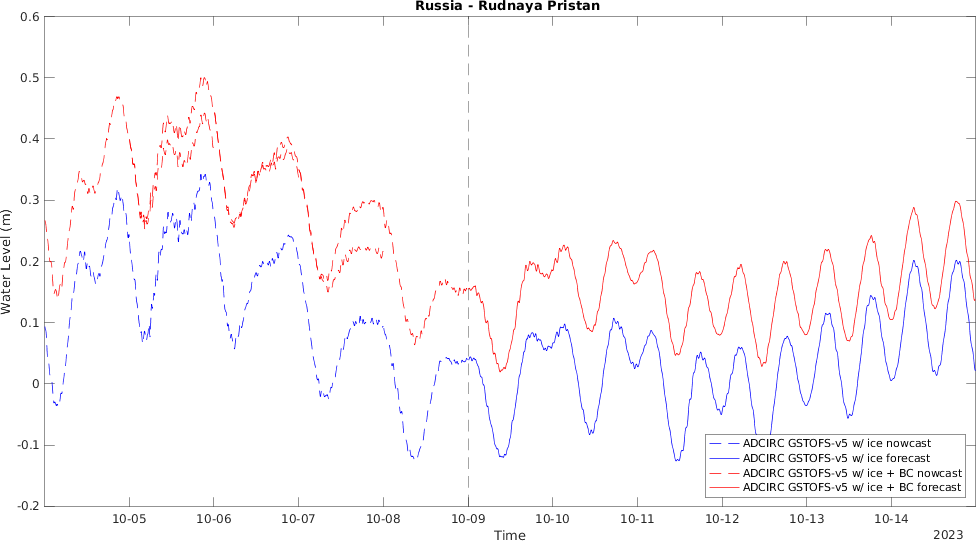 Russia - Rudnaya Pristan
0.6
0.5
0.4
0.3
0.2
0.1
0
-0.1
-0.2
Water Level (m)
ADCIRC GSTOFS-v5 w/ ice nowcast
ADCIRC GSTOFS-v5 w/ ice forecast
ADCIRC GSTOFS-v5 w/ ice + BC nowcast
ADCIRC GSTOFS-v5 w/ ice + BC forecast
10-05 10-06 10-07 10-08 10-09 10-10 10-11 10-12 10-13 10-14
Time
2023